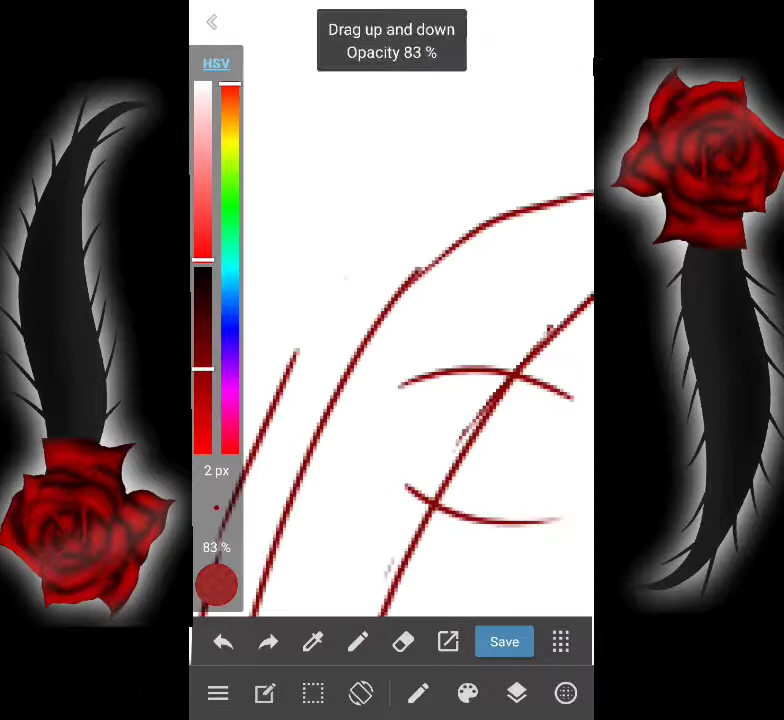 Drag up and down
Opacity 83 %
HSV
2 px
83 %
Save